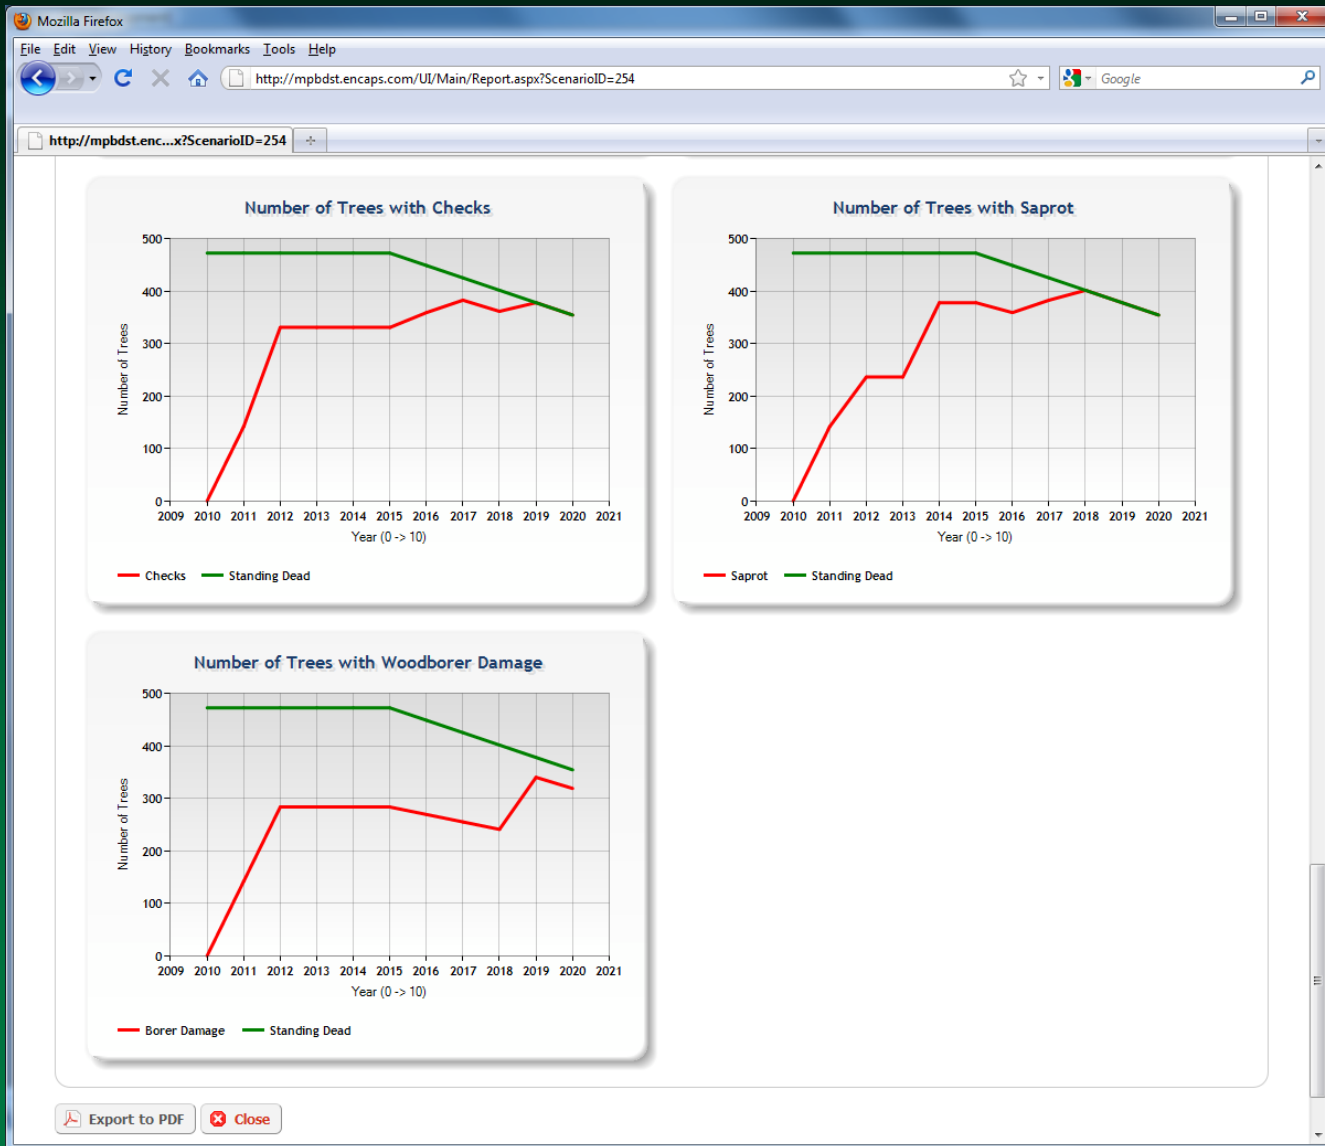 Mozilla Firefox
File Edit View History Bookmarks Tools Help
http://mpbdst.encaps.com/UI/Main/Report.aspx?ScenarioID=254
Google
http://mpbdst.enc...x?ScenarioID=254
Number of Trees with Checks
500
400
300
200
100
0
Number of Trees
2009 2010 2011 2012 2013 2014 2015 2016 2017 2018 2019 2020 2021
Year (0 -> 10)
Checks Standing Dead
Number of Trees with Saprot
500
400
300
200
100
0
Number of Trees
2009 2010 2011 2012 2013 2014 2015 2016 2017 2018 2019 2020 2021
Year (0 -> 10)
Saprot Standing Dead
Number of Trees with Woodborer Damage
500
400
300
200
100
0
Number of Trees
2009 2010 2011 2012 2013 2014 2015 2016 2017 2018 2019 2020 2021
Year (0 -> 10)
Borer Damage Standing Dead
Export to PDF Close